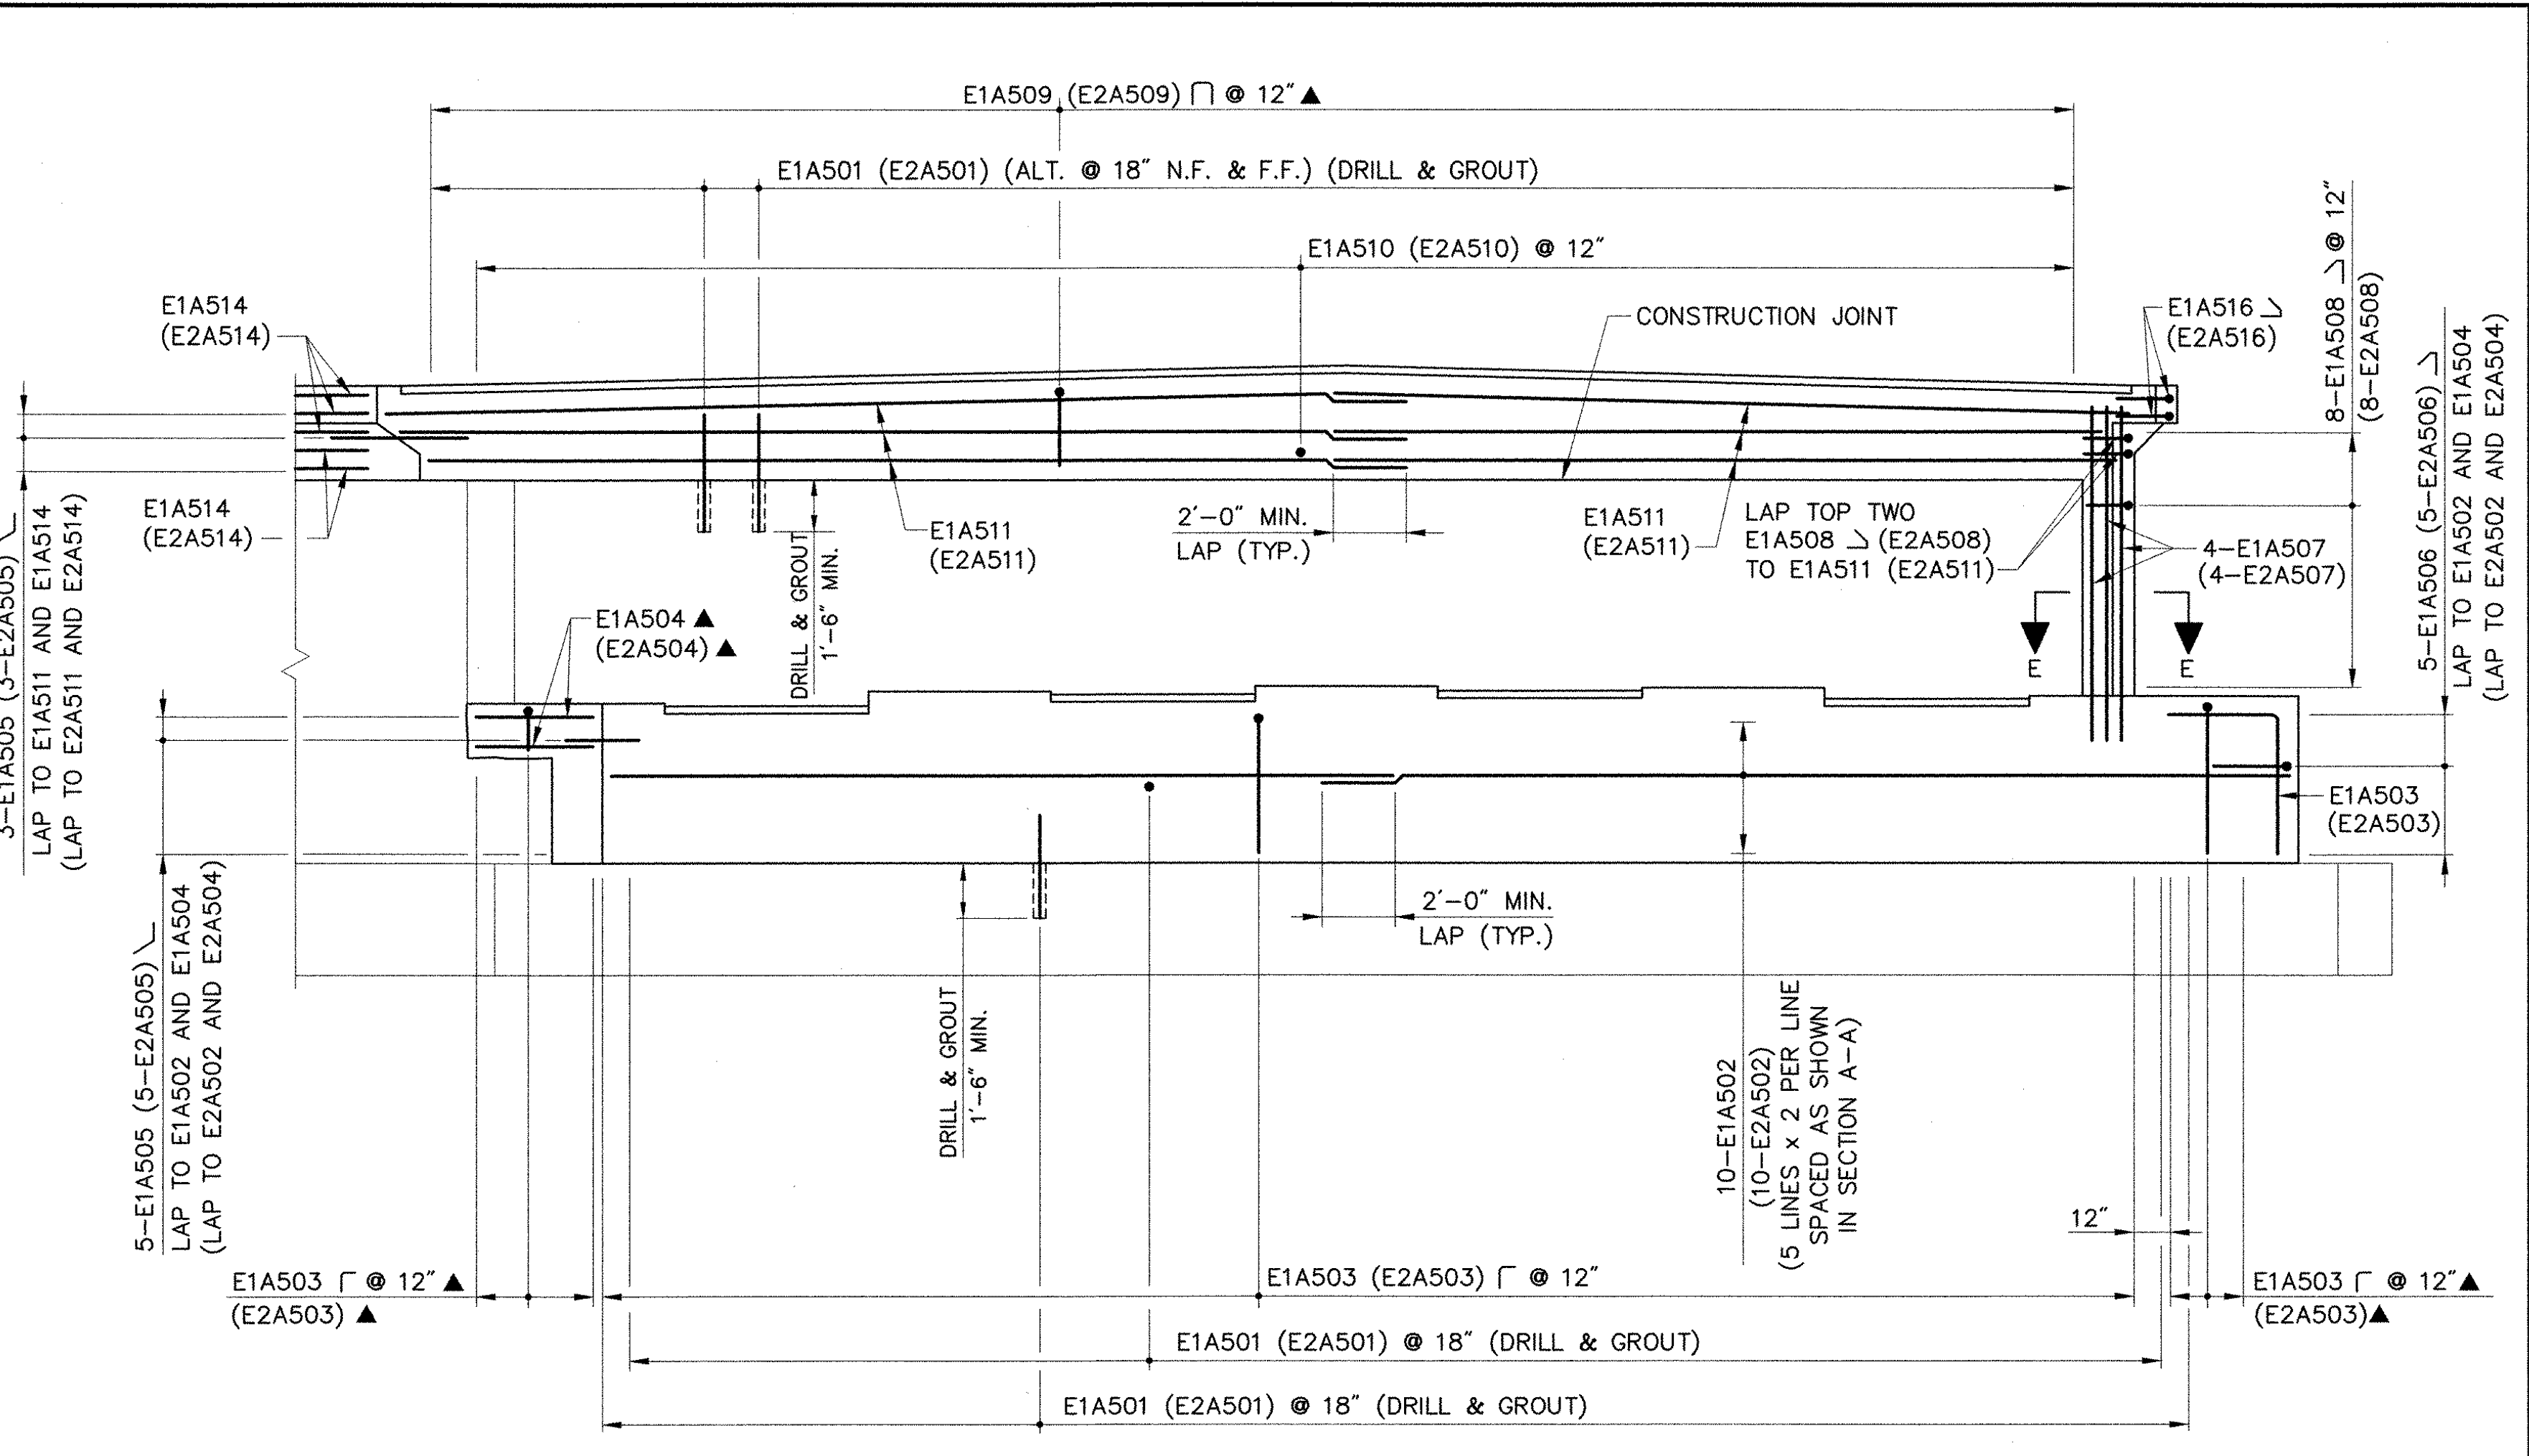 E1A509 (E2A509) @ 12" ▲
E1A501 (E2A501) (ALT. @ 18" N.F. & F.F.) (DRILL & GROUT)
E1A510 (E2A510) @ 12"
CONSTRUCTION JOINT
E1A514
(E2A514)
E1A516
(E2A516)
8-E1A508 @ 12"
(8-E2A508)
5-E1A506 (5-E2A506)
LAP TO E1A502 AND E1A504
(LAP TO E2A502 AND E2A504)
3-E1A505 (3-E2A505)
LAP TO E1A511 AND E1A514
(LAP TO E2A511 AND E2A514)
E1A514
(E2A514)
E1A511
(E2A511)
2'-0" MIN.
LAP (TYP.)
E1A511
(E2A511)
LAP TOP TWO
E1A508 (E2A508)
TO E1A511 (E2A511)
4-E1A507
(4-E2A507)
DRILL & GROUT
1'-6" MIN.
E1A504 ▲
(E2A504) ▲
E
E
E1A503
(E2A503)
5-E1A505 (5-E2A505)
LAP TO E1A502 AND E1A504
(LAP TO E2A502 AND E2A504)
2'-0" MIN.
LAP (TYP.)
DRILL & GROUT
1'-6" MIN.
10-E1A502
(10-E2A502)
(5 LINES x 2 PER LINE
SPACED AS SHOWN
IN SECTION A-A)
12"
E1A503 @ 12" ▲
(E2A503) ▲
E1A503 (E2A503) @ 12"
E1A503 @ 12" ▲
(E2A503) ▲
E1A501 (E2A501) @ 18" (DRILL & GROUT)
E1A501 (E2A501) @ 18" (DRILL & GROUT)